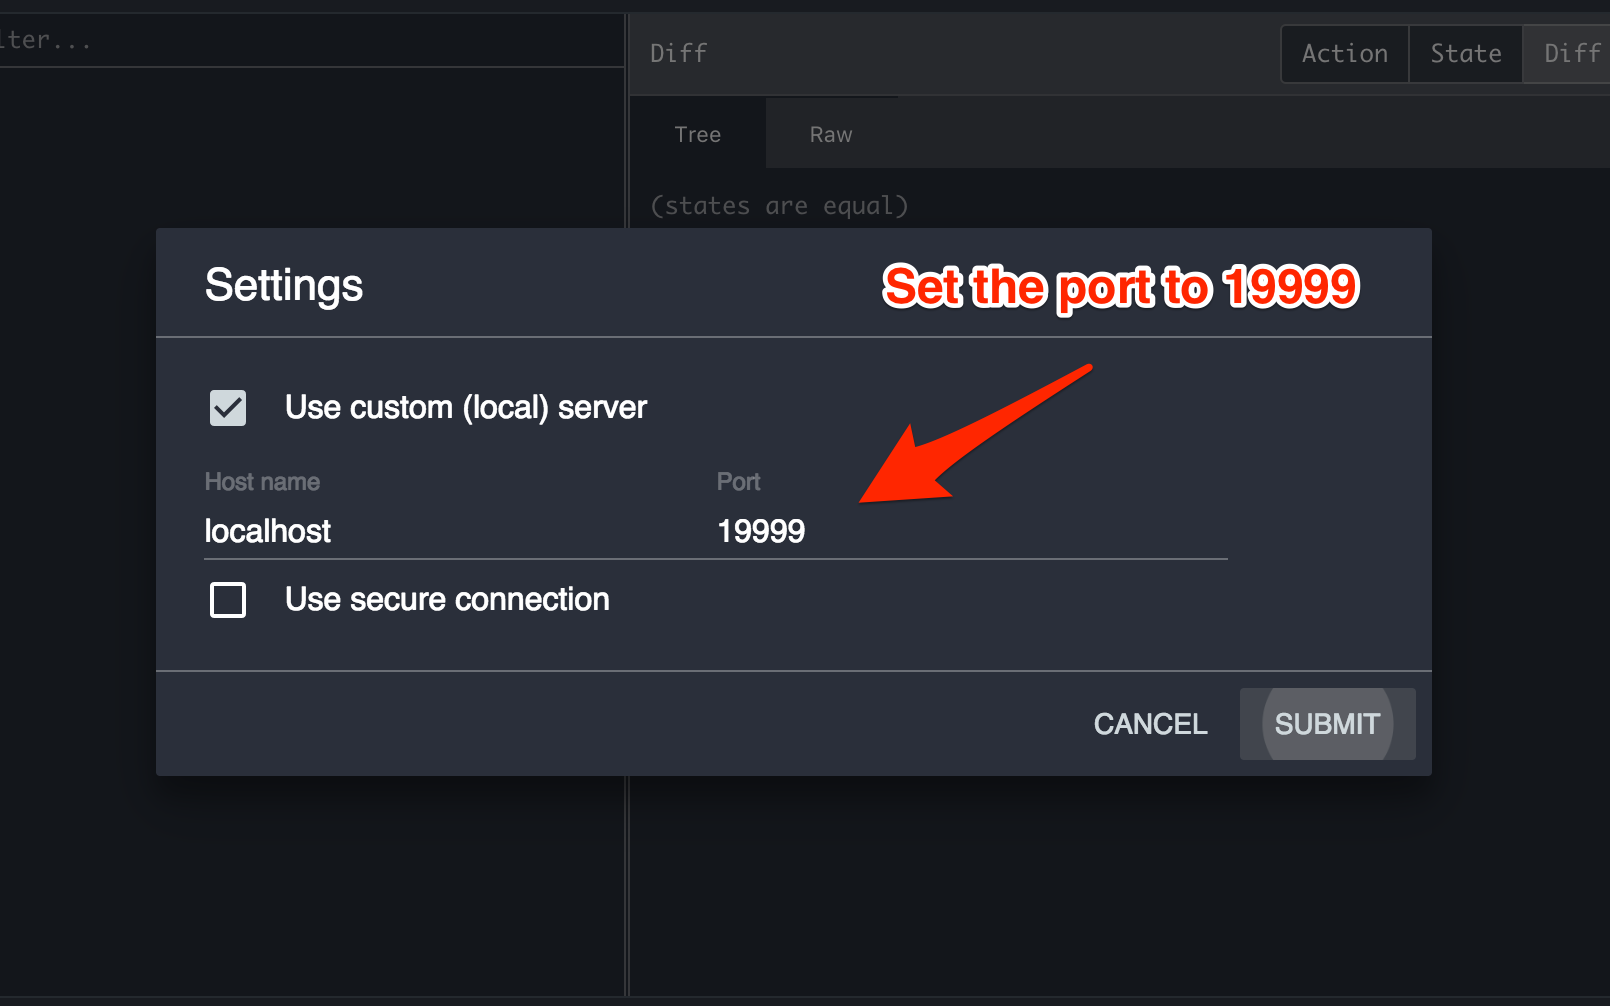 lter...
Diff
Action
State
Diff
Tree
Raw
(states are equal)
Settings
Set the port to 19999
Use custom (local) server
Host name
Port
localhost
19999
Use secure connection
CANCEL
SUBMIT